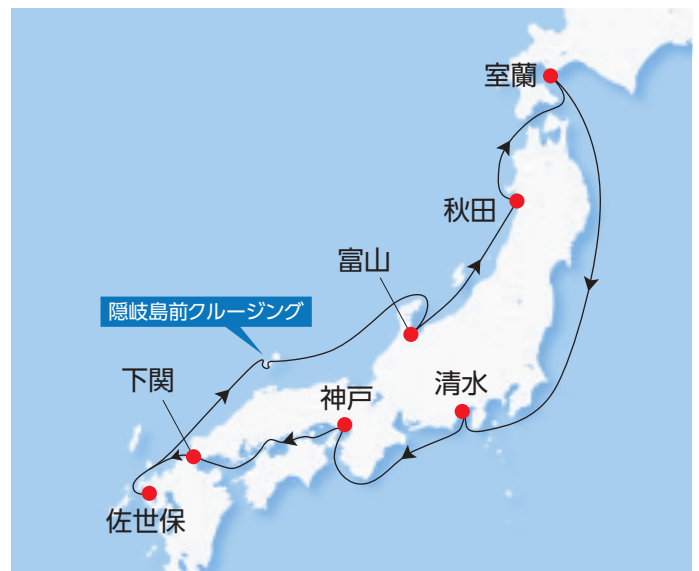 室蘭
秋田
富山
隠岐島前クルージング
下関
神戸
清水
佐世保